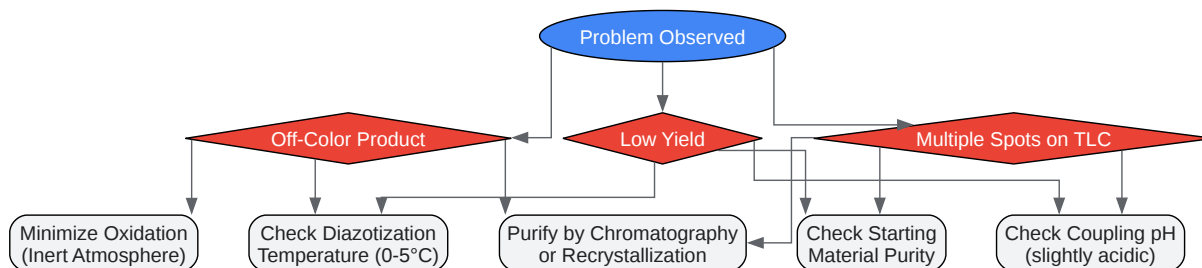 Problem Observed
Off-Color Product
Low Yield
Multiple Spots on TLC
Minimize Oxidation
(Inert Atmosphere)
Check Diazotization
Temperature (0-5°C)
Purify by Chromatography
or Recrystallization
Check Starting
Material Purity
Check Coupling pH
(slightly acidic)